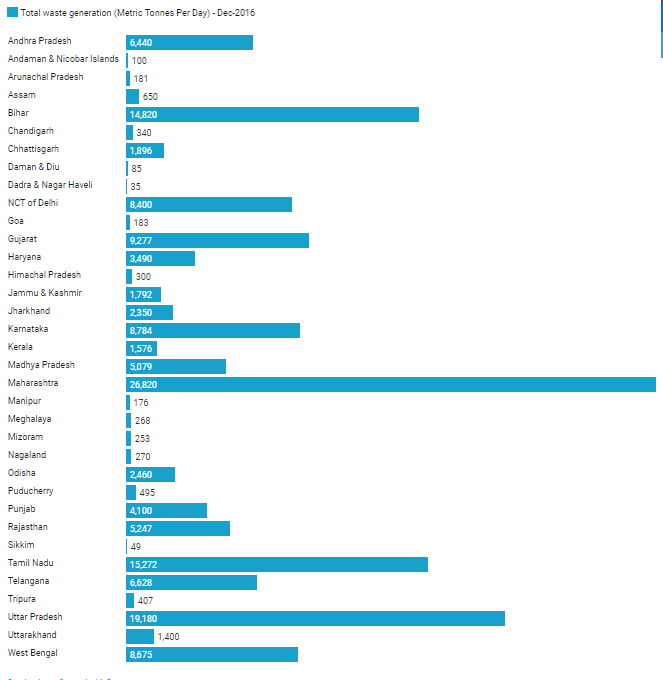 Total waste generation (Metric Tonnes Per Day) - Dec-2016
Andhra Pradesh 6,440
Andaman & Nicobar Islands 100
Arunachal Pradesh 181
Assam 650
Bihar 14,820
Chandigarh 340
Chhattisgarh 1,896
Daman & Diu 85
Dadra & Nagar Haveli 35
NCT of Delhi 8,400
Goa 183
Gujarat 9,277
Haryana 3,490
Himachal Pradesh 300
Jammu & Kashmir 1,792
Jharkhand 2,350
Karnataka 8,784
Kerala 1,576
Madhya Pradesh 5,079
Maharashtra 26,820
Manipur 176
Meghalaya 268
Mizoram 253
Nagaland 270
Odisha 2,460
Puducherry 495
Punjab 4,100
Rajasthan 5,247
Sikkim 49
Tamil Nadu 15,272
Telangana 6,628
Tripura 407
Uttar Pradesh 19,180
Uttarakhand 1,400
West Bengal 8,675